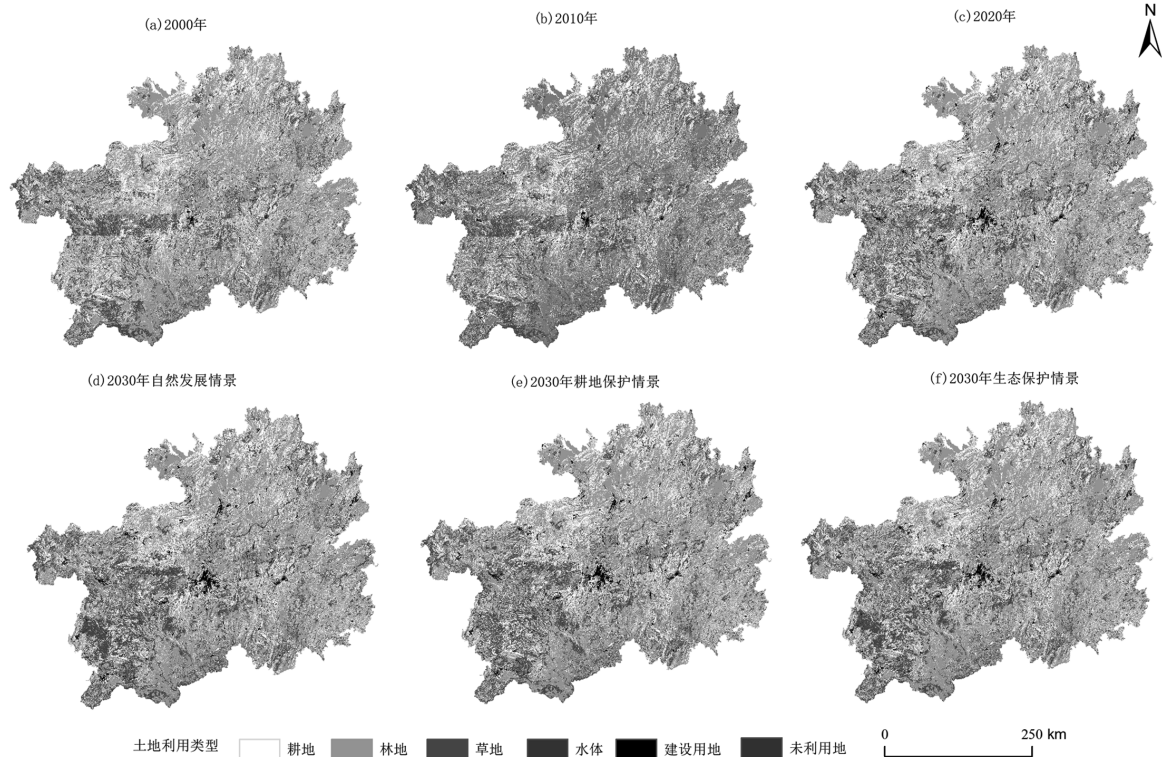 (a)2000年
(b)2010年
(c)2020年
N
(d)2030年自然发展情景
(e)2030年耕地保护情景
(f)2030年生态保护情景
土地利用类型 耕地 林地 草地 水体 建设用地 未利用地
0 250 km